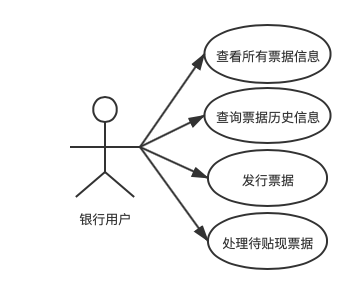 查看所有票据信息
查询票据历史信息
发行票据
银行用户
处理待贴现票据